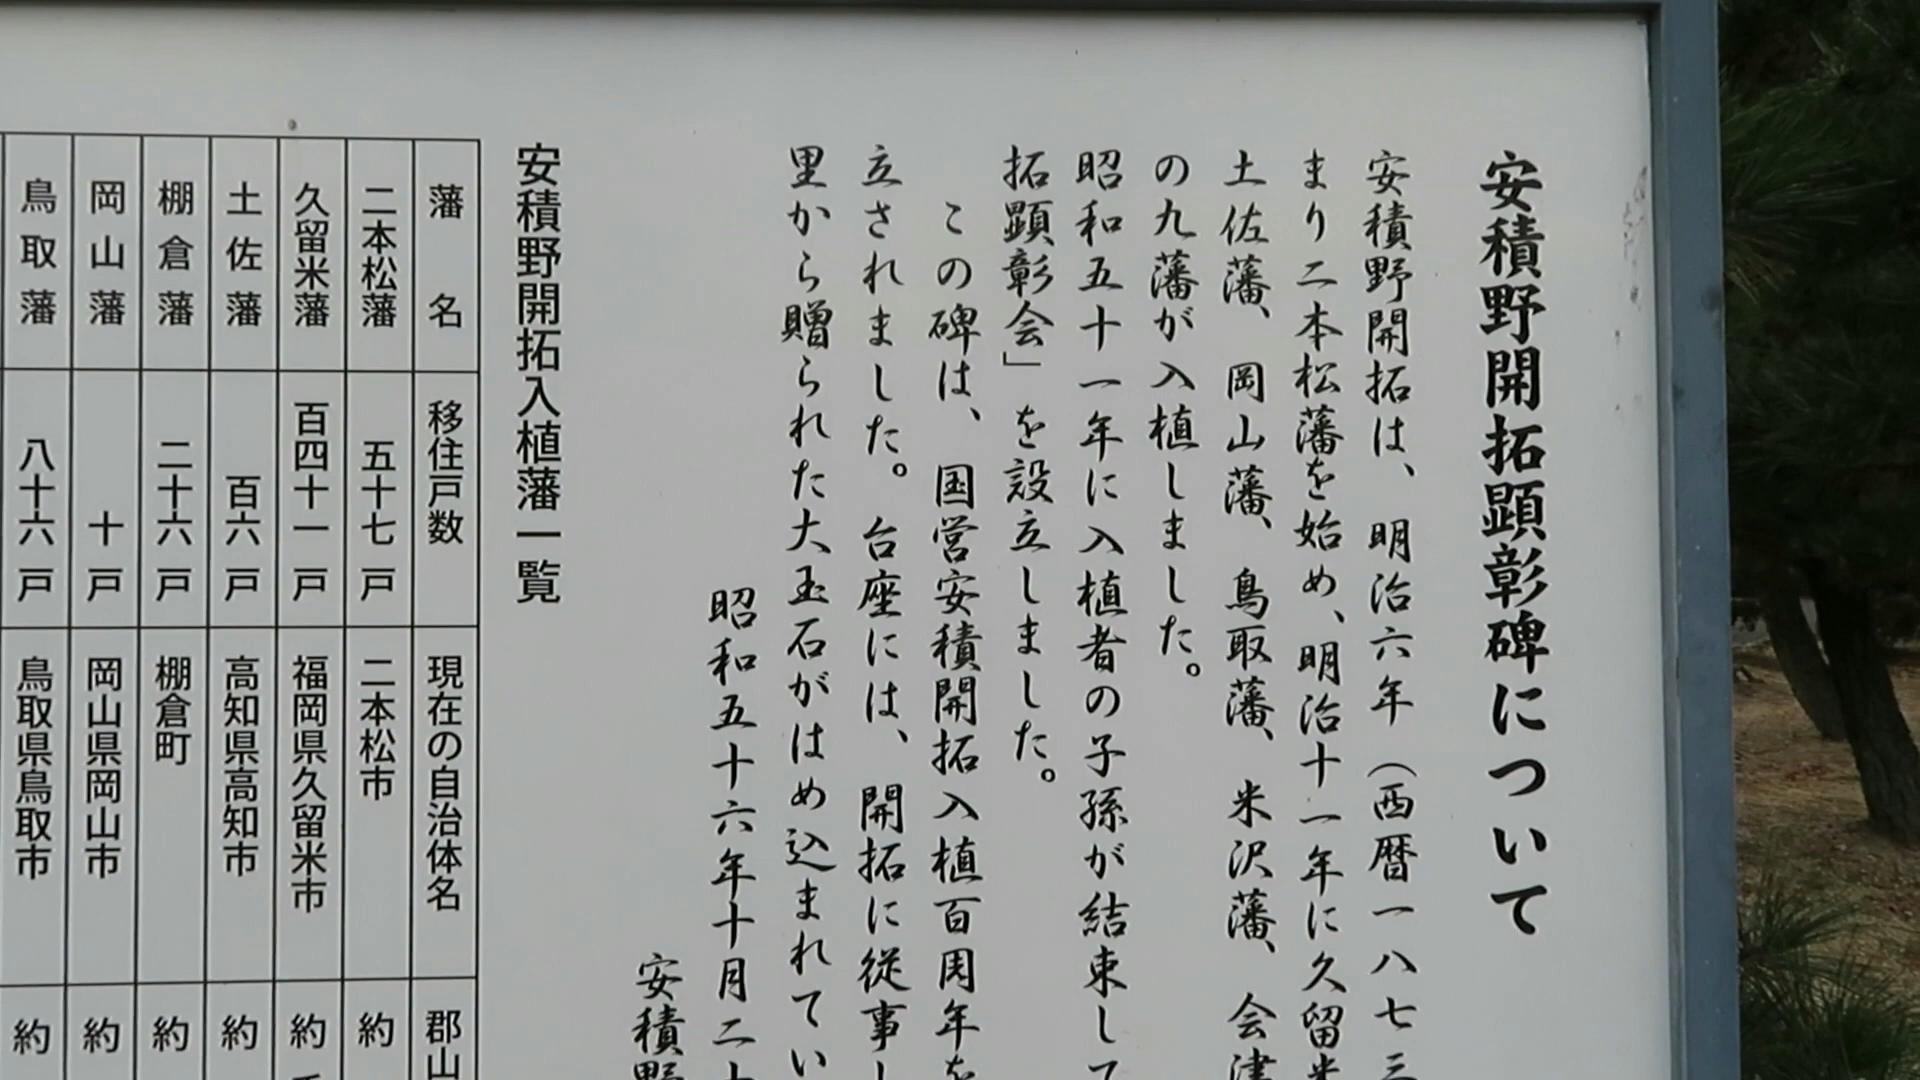 安積野開拓顕彰碑について
安積野開拓は、明治六年（西暦一八七三
まり二本松藩を始め、明治十一年に久留米
土佐藩、岡山藩、鳥取藩、米沢藩、会津
の九藩が入植しました。
昭和五十一年に入植者の子孫が結束して
拓顕彰会」を設立しました。
この碑は、国営安積開拓入植百周年を
立されました。台座には、開拓に従事し
里から贈られた大玉石がはめ込まれてい
昭和五十六年十月二十
安積野
安積野開拓入植藩一覧
藩名 移住戸数 現在の自治体名 郡山
二本松藩 五十七戸 二本松市 約
久留米藩 百四十一戸 福岡県久留米市 約
土佐藩 百六戸 高知県高知市 約
棚倉藩 二十六戸 棚倉町 約
岡山藩 十戸 岡山県岡山市 約
鳥取藩 八十六戸 鳥取県鳥取市 約